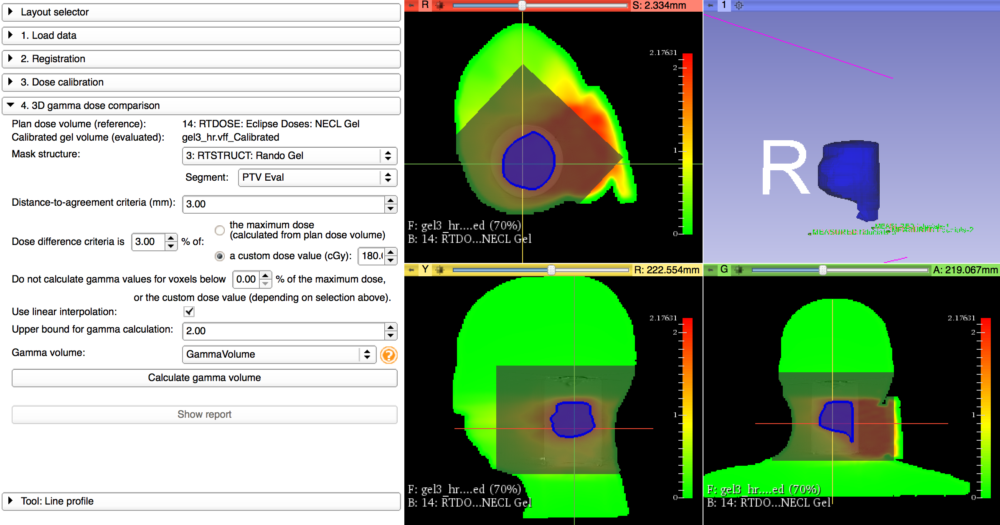 Layout selector
1. Load data
2. Registration
3. Dose calibration
4. 3D gamma dose comparison
Plan dose volume (reference): 14: RTDOSE: Eclipse Doses: NECL Gel
Calibrated gel volume (evaluated): gel3_hr.vff_Calibrated
Mask structure: 3: RTSTRUCT: Rando Gel
Segment: PTV Eval
Distance-to-agreement criteria (mm): 3.00
the maximum dose
(calculated from plan dose volume)
Dose difference criteria is 3.00 % of:
a custom dose value (cGy): 180.
Do not calculate gamma values for voxels below 0.00 % of the maximum dose,
or the custom dose value (depending on selection above).
Use linear interpolation:
Upper bound for gamma calculation: 2.00
Gamma volume: GammaVolume ?
Calculate gamma volume
Show report
Tool: Line profile
R S: 2.334mm
2.17631
2
1
0
F: gel3_hr....ed (70%)
B: 14: RTDO...NECL Gel
1
R
Y R: 222.554mm
2.17631
2
1
0
F: gel3_hr....ed (70%)
B: 14: RTDO...NECL Gel
G A: 219.067mm
2.17631
2
1
0
F: gel3_hr....ed (70%)
B: 14: RTDO...NECL Gel